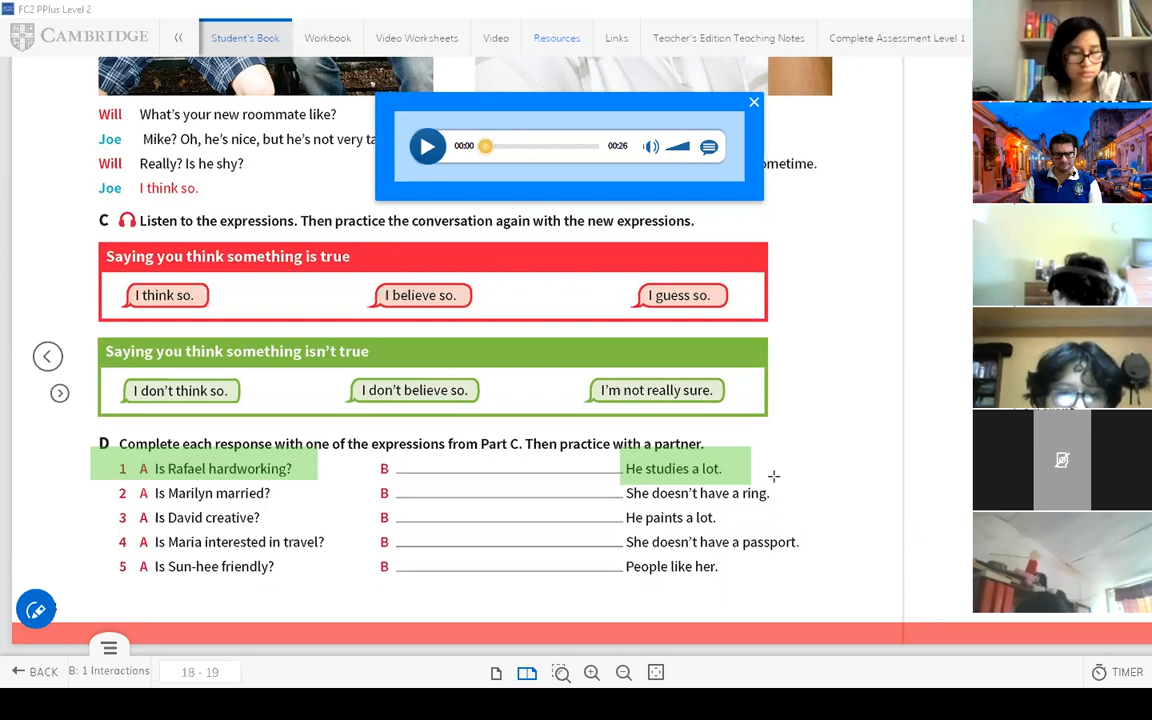 FC2 PPlus Level 2
CAMBRIDGE
Student's Book
Workbook
Video Worksheets
Video
Resources
Links
Teacher's Edition Teaching Notes
Complete Assessment Level 1
Will What's your new roommate like?
Joe Mike? Oh, he's nice, but he's not very
Will Really? Is he shy?
Joe I think so.
00:00
00:26
C Listen to the expressions. Then practice the conversation again with the new expressions.
Saying you think something is true
I think so. I believe so. I guess so.
Saying you think something isn't true
I don't think so. I don't believe so. I'm not really sure.
D Complete each response with one of the expressions from Part C. Then practice with a partner.
1 A Is Rafael hardworking? B ____ He studies a lot.
2 A Is Marilyn married? B ____ She doesn't have a ring.
3 A Is David creative? B ____ He paints a lot.
4 A Is Maria interested in travel? B ____ She doesn't have a passport.
5 A Is Sun-hee friendly? B ____ People like her.
BACK
B: 1 Interactions
18 - 19
TIMER